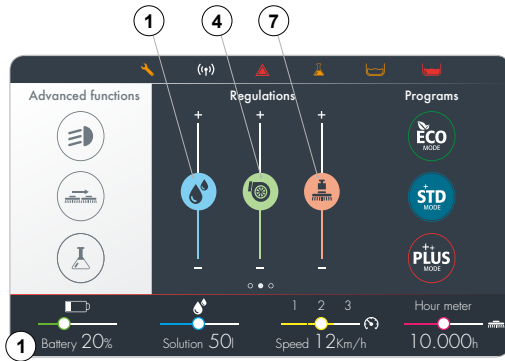 1 4 7
Advanced functions Regulations Programs
+ + +
ECO
MODE
+
STD
MODE
++
PLUS
MODE
- - -
1 2 3 Hour meter
1 Battery 20% Solution 50l Speed 12Km/h 10.000h